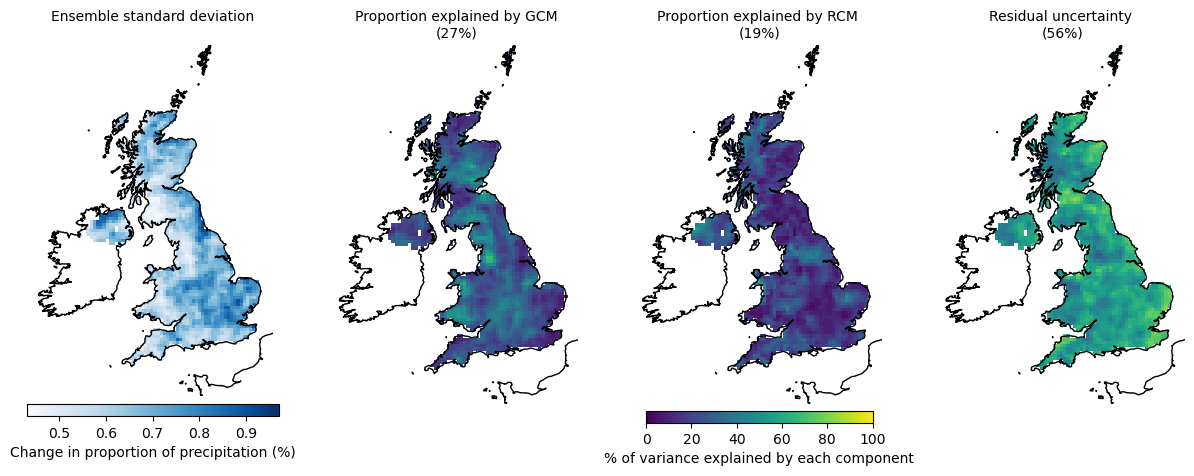 Ensemble standard deviation
Proportion explained by GCM
(27%)
Proportion explained by RCM
(19%)
Residual uncertainty
(56%)
0.5 0.6 0.7 0.8 0.9
Change in proportion of precipitation (%)
0 20 40 60 80 100
% of variance explained by each component